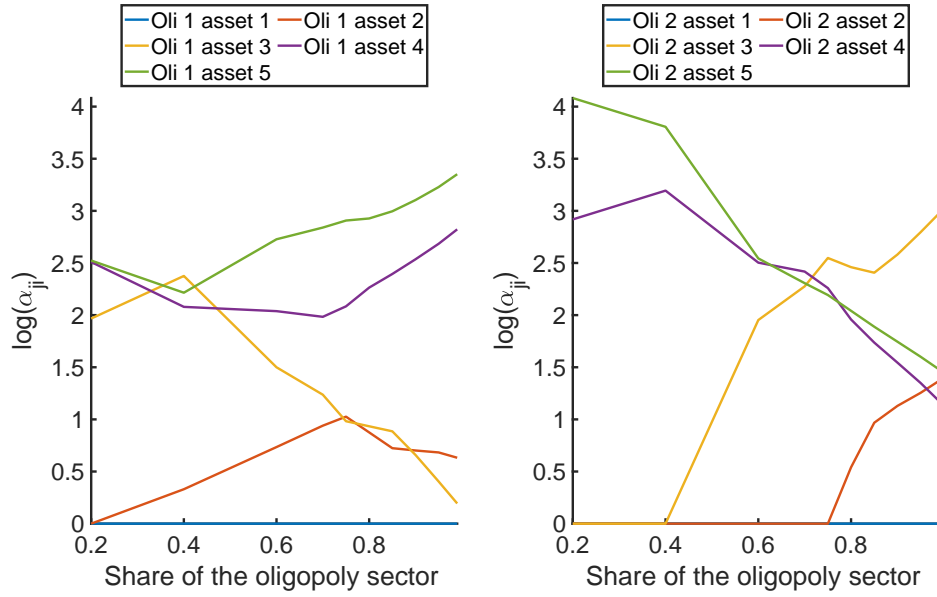 Oli 1 asset 1 Oli 1 asset 2
Oli 1 asset 3 Oli 1 asset 4
Oli 1 asset 5
4
3.5
3
2.5
2
1.5
1
0.5
0
log(α_ji)
0.2 0.4 0.6 0.8
Share of the oligopoly sector
Oli 2 asset 1 Oli 2 asset 2
Oli 2 asset 3 Oli 2 asset 4
Oli 2 asset 5
4
3.5
3
2.5
2
1.5
1
0.5
0
log(α_ji)
0.2 0.4 0.6 0.8
Share of the oligopoly sector